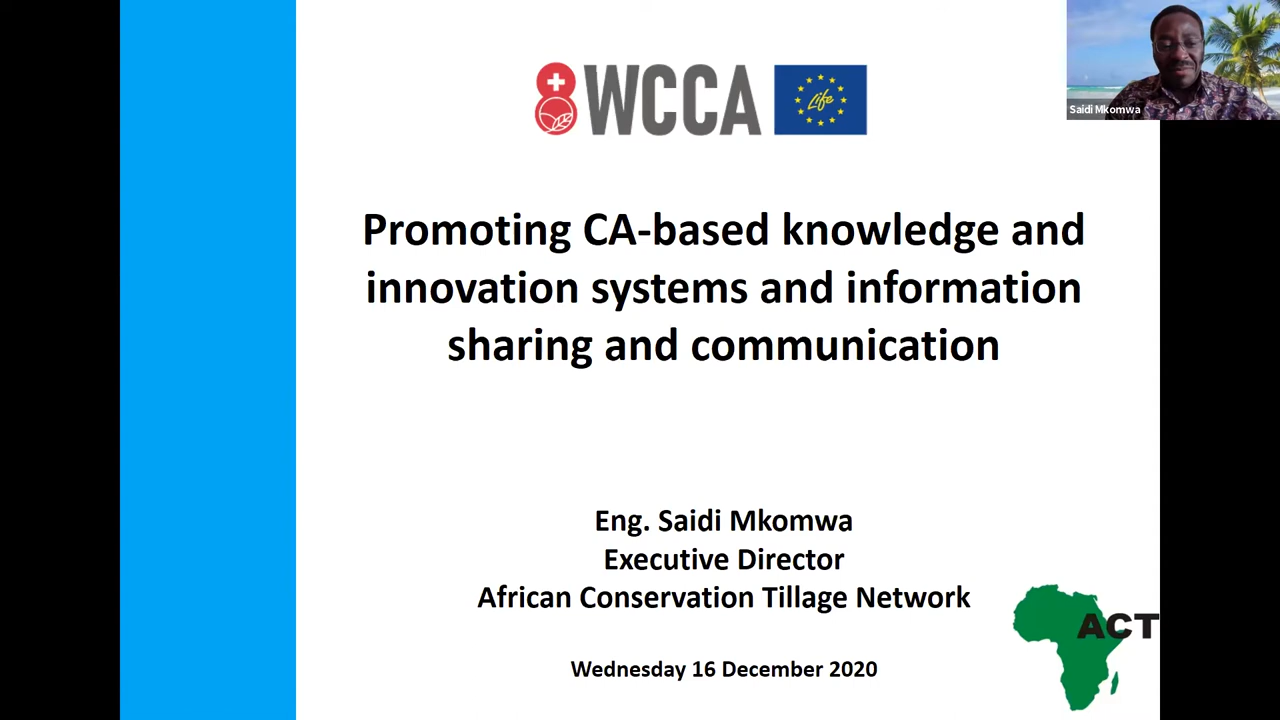 8WCCA
Life
Saidi Mkomwa
Promoting CA-based knowledge and
innovation systems and information
sharing and communication
Eng. Saidi Mkomwa
Executive Director
African Conservation Tillage Network
ACT
Wednesday 16 December 2020